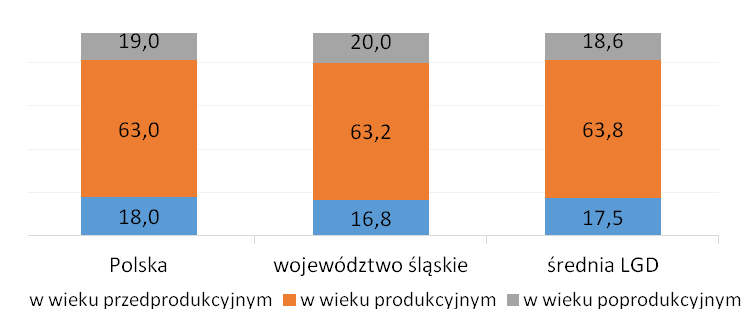 19,0 20,0 18,6
63,0 63,2 63,8
18,0 16,8 17,5
Polska województwo śląskie średnia LGD
w wieku przedprodukcyjnym w wieku produkcyjnym w wieku poprodukcyjnym